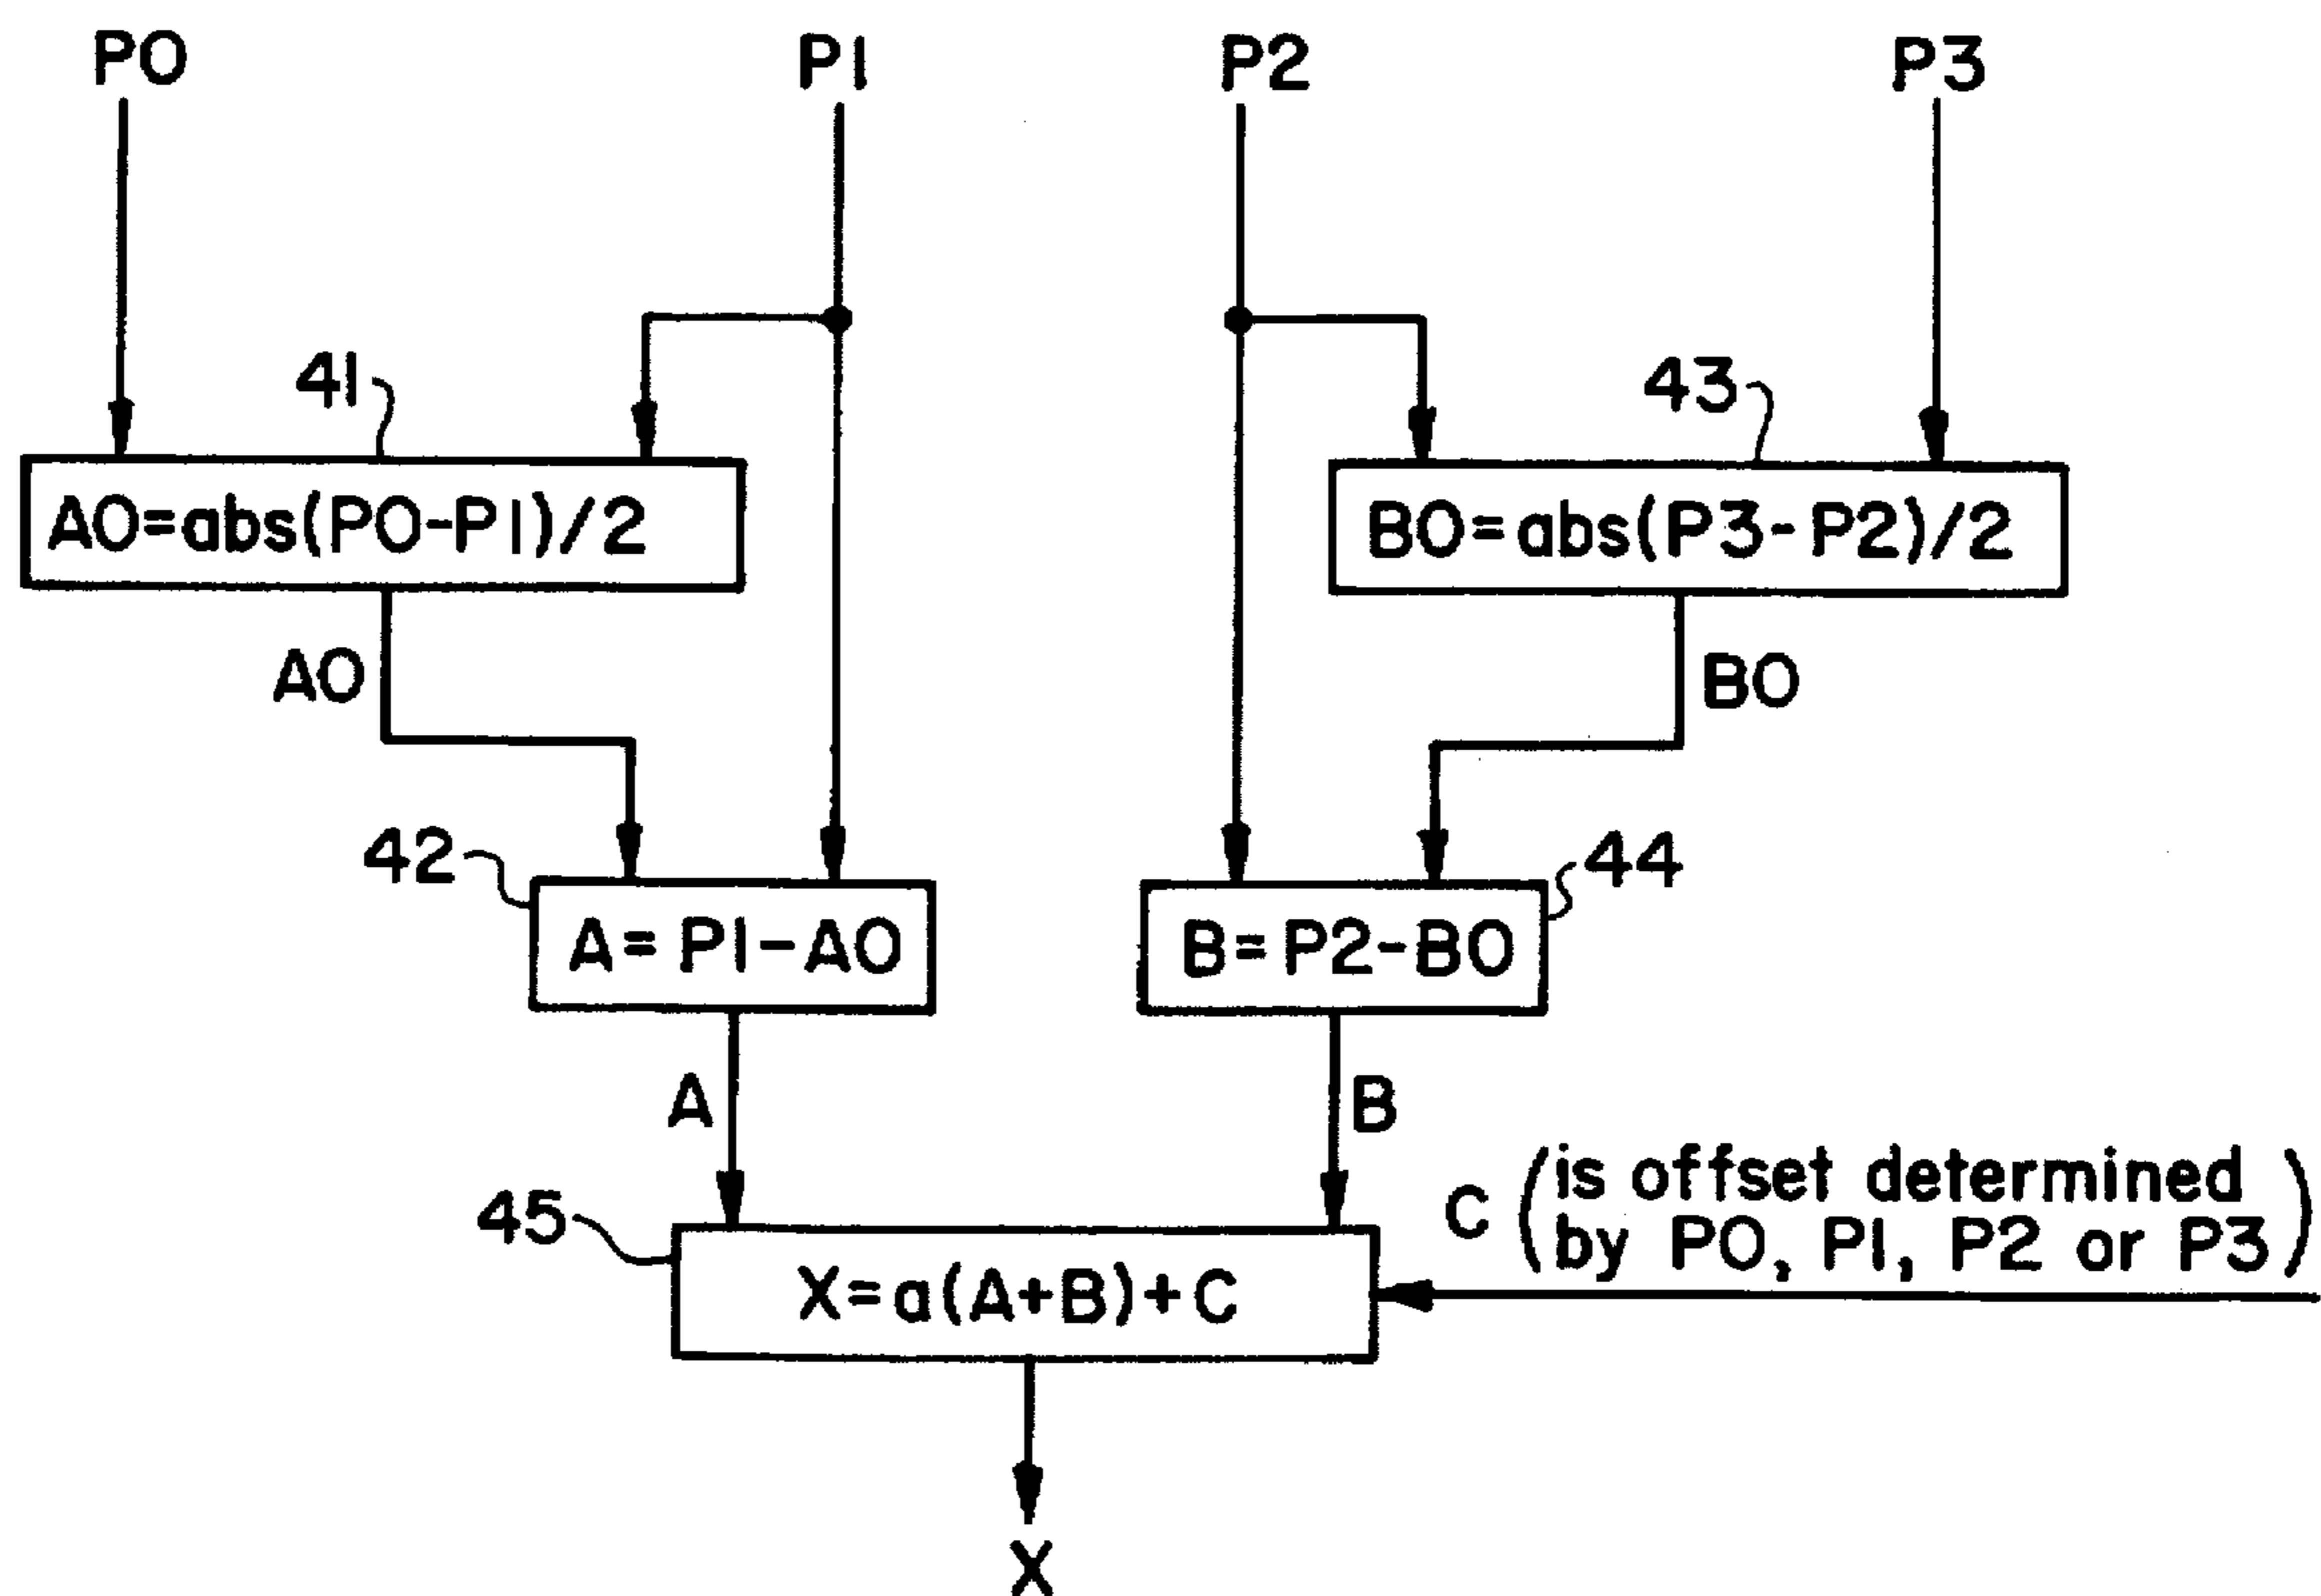 P0 P1 P2 P3
41 43
A0=abs(P0-P1)/2 B0=abs(P3-P2)/2
A0 B0
42 44
A=P1-A0 B=P2-B0
A B
45 C (is offset determined
by P0, P1, P2 or P3)
X=a(A+B)+C
X